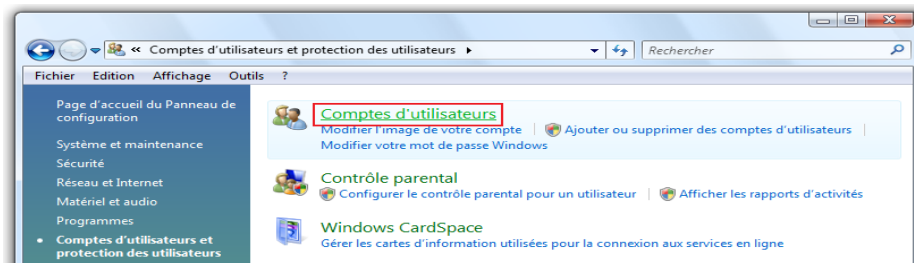 « Comptes d'utilisateurs et protection des utilisateurs
Rechercher
Fichier Edition Affichage Outils ?
Page d'accueil du Panneau de
configuration
Système et maintenance
Sécurité
Réseau et Internet
Matériel et audio
Programmes
• Comptes d'utilisateurs et
protection des utilisateurs
Comptes d'utilisateurs
Modifier l'image de votre compte | Ajouter ou supprimer des comptes d'utilisateurs |
Modifier votre mot de passe Windows
Contrôle parental
Configurer le contrôle parental pour un utilisateur | Afficher les rapports d'activités
Windows CardSpace
Gérer les cartes d'information utilisées pour la connexion aux services en ligne